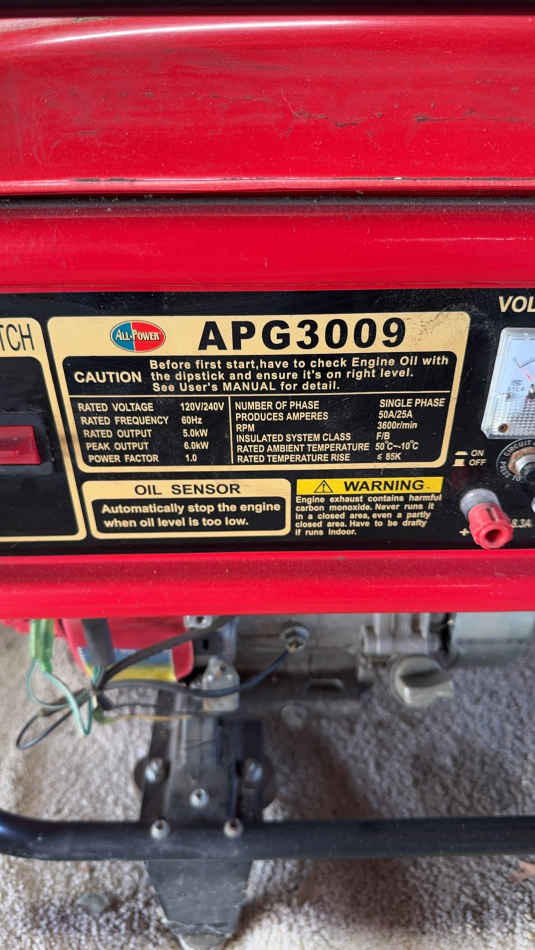 TCH
ALL-POWER
APG3009
VOL
CAUTION
Before first start,have to check Engine Oil with
the dipstick and ensure it's on right level.
See User's MANUAL for detail.
RATED VOLTAGE 120V/240V
RATED FREQUENCY 60Hz
RATED OUTPUT 5.0kW
PEAK OUTPUT 6.0kW
POWER FACTOR 1.0
NUMBER OF PHASE SINGLE PHASE
PRODUCES AMPERES 50A/25A
RPM 3600r/min
INSULATED SYSTEM CLASS F/B
RATED AMBIENT TEMPERATURE 50°C~-10°C
RATED TEMPERATURE RISE ≤ 85K
OIL SENSOR
Automatically stop the engine
when oil level is too low.
WARNING
Engine exhaust contains harmful
carbon monoxide. Never runs it
in a closed area, even a partly
closed area. Have to be drafty
if runs indoor.
ON
OFF
CIRCUIT
+
8.3A